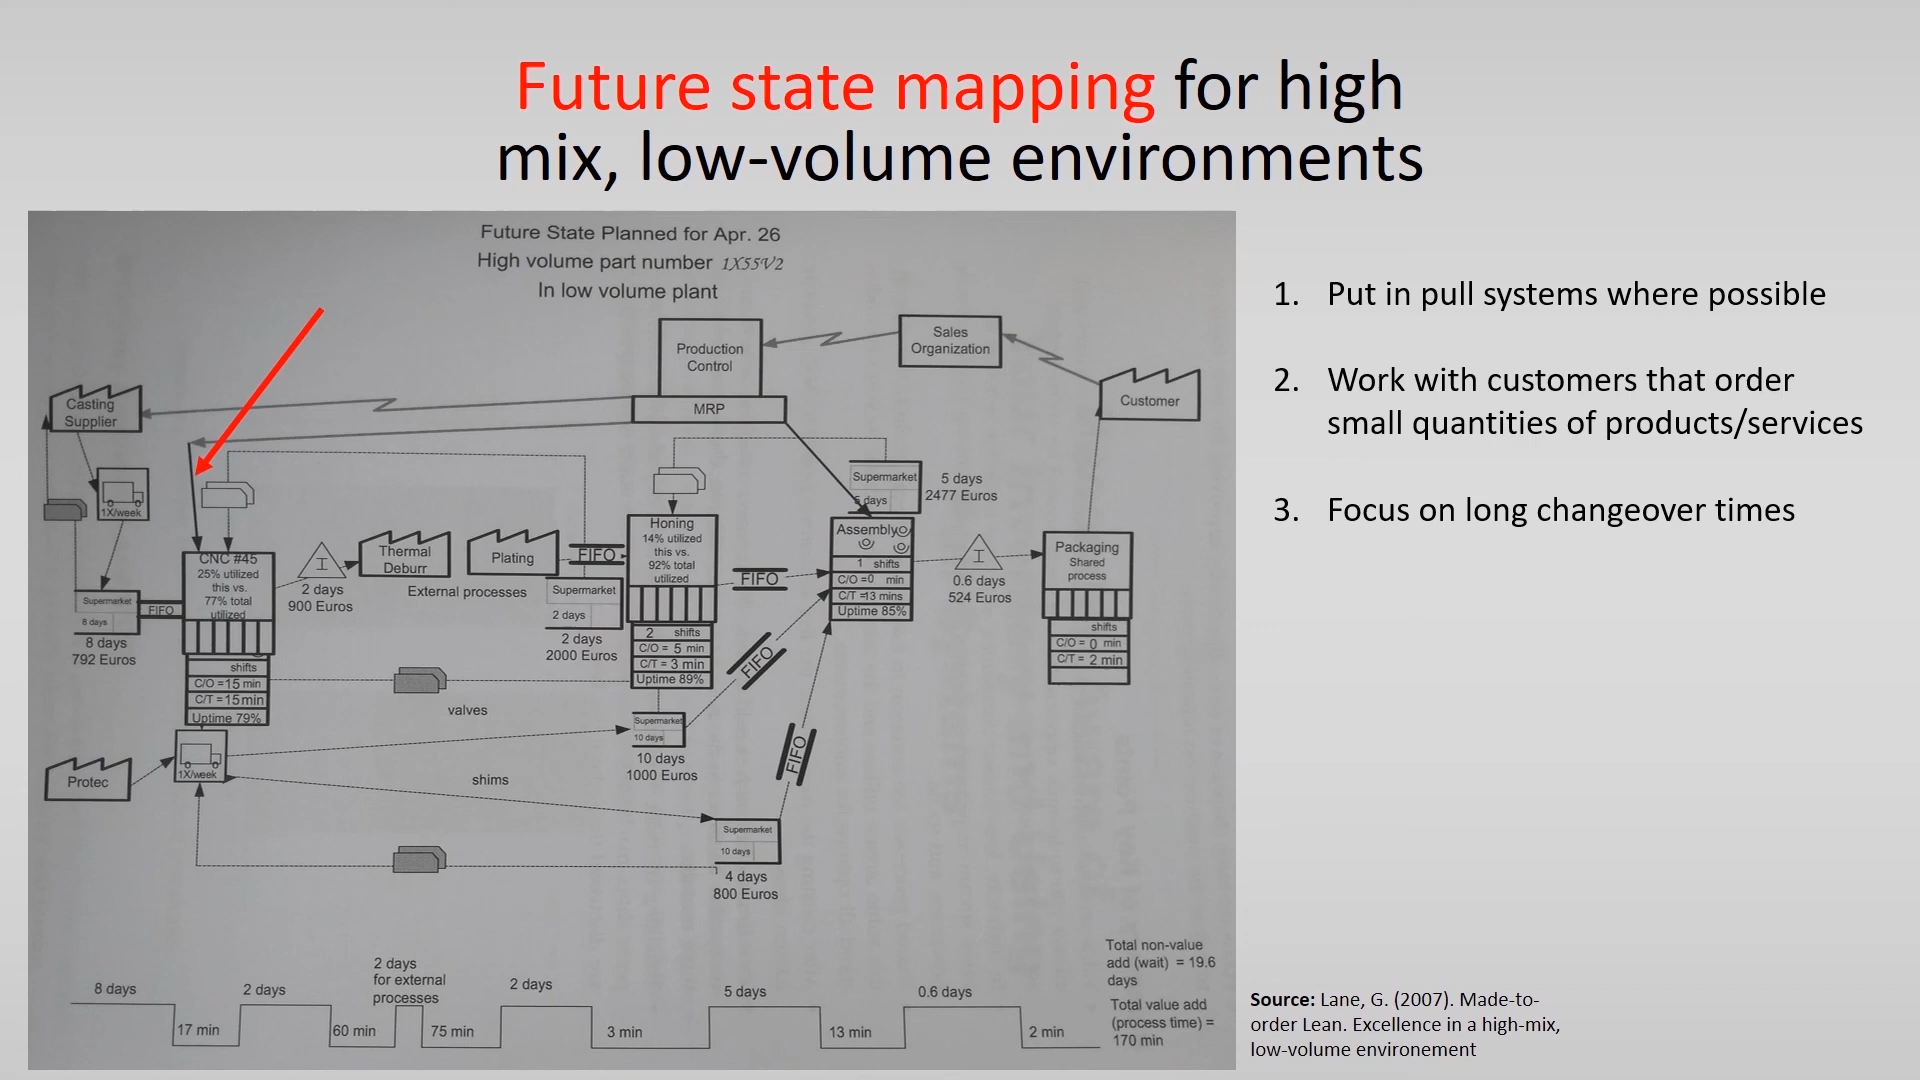 Future state mapping for high
mix, low-volume environments
Future State Planned for Apr. 26
High volume part number 1X55V2
In low volume plant
Production
Control
MRP
Sales
Organization
Customer
Casting
Supplier
1X/week
Supermarket
8 days
8 days
792 Euros
FIFO
CNC #45
25% utilized
this vs.
77% total
utilized
shifts
C/O =15 min
C/T =15 min
Uptime 79%
I
2 days
900 Euros
Thermal
Deburr
Plating
External processes
FIFO
Supermarket
2 days
2 days
2000 Euros
Honing
14% utilized
this vs.
92% total
utilized
2 shifts
C/O = 5 min
C/T = 3 min
Uptime 89%
FIFO
Supermarket
5 days
5 days
2477 Euros
Assembly
1 shifts
C/O =0 min
C/T =13 mins
Uptime 85%
I
0.6 days
524 Euros
Packaging
Shared
process
shifts
C/O = 0 min
C/T = 2 min
valves
FIFO
Supermarket
10 days
10 days
1000 Euros
Protec
1X/week
shims
FIFO
Supermarket
10 days
4 days
800 Euros
8 days
17 min
2 days
60 min
2 days
for external
processes
75 min
2 days
3 min
5 days
13 min
0.6 days
2 min
Total non-value
add (wait) = 19.6
days
Total value add
(process time) =
170 min
1. Put in pull systems where possible
2. Work with customers that order
small quantities of products/services
3. Focus on long changeover times
Source: Lane, G. (2007). Made-to-
order Lean. Excellence in a high-mix,
low-volume environement